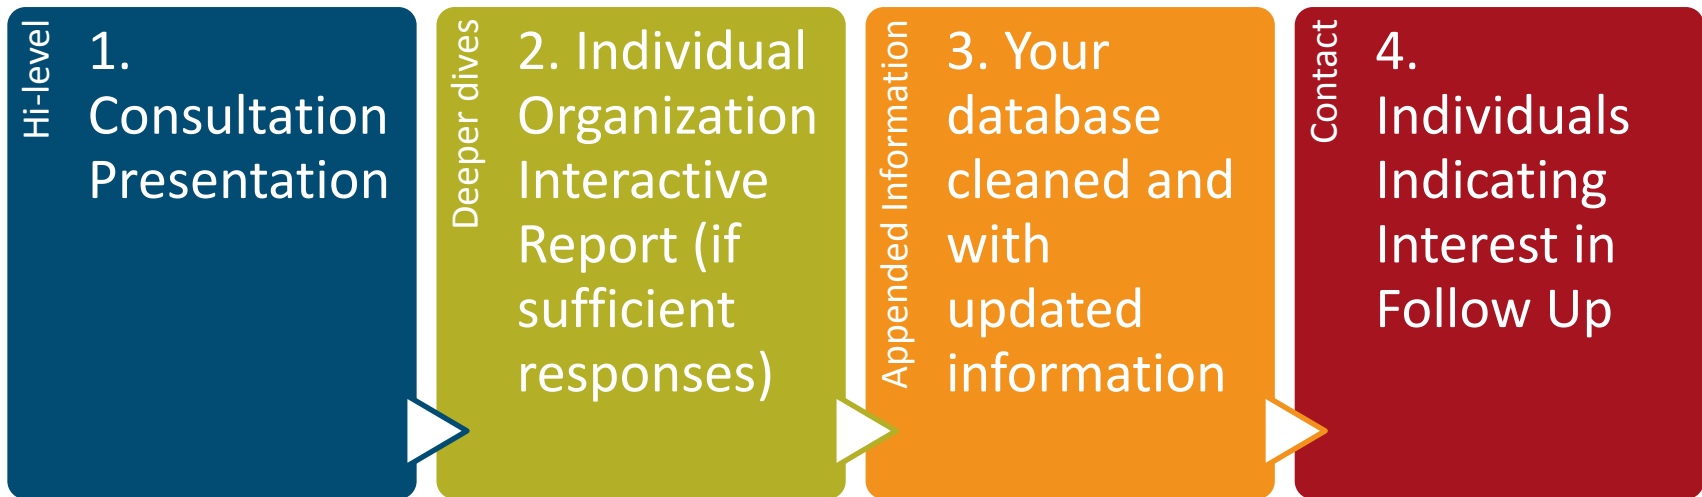 Hi-level
1.
Consultation
Presentation
Deeper dives
2. Individual
Organization
Interactive
Report (if
sufficient
responses)
Appended Information
3. Your
database
cleaned and
with
updated
information
Contact
4.
Individuals
Indicating
Interest in
Follow Up